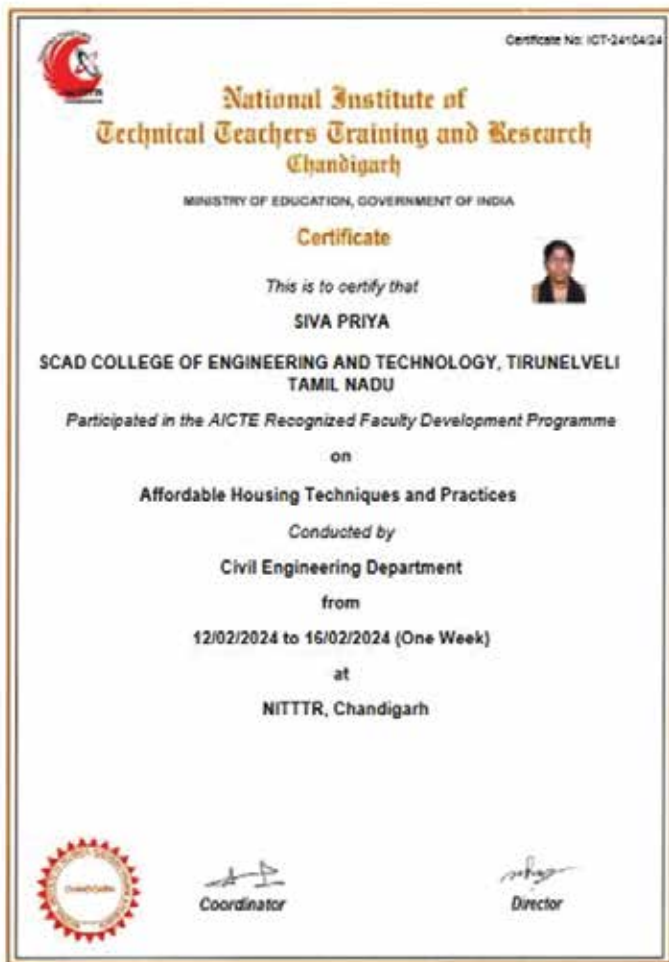 Certificate No: ICT-24104/24
National Institute of
Technical Teachers Training and Research
Chandigarh
MINISTRY OF EDUCATION, GOVERNMENT OF INDIA
Certificate
This is to certify that
SIVA PRIYA
SCAD COLLEGE OF ENGINEERING AND TECHNOLOGY, TIRUNELVELI
TAMIL NADU
Participated in the AICTE Recognized Faculty Development Programme
on
Affordable Housing Techniques and Practices
Conducted by
Civil Engineering Department
from
12/02/2024 to 16/02/2024 (One Week)
at
NITTTR, Chandigarh
CHANDIGARH
Coordinator
Director